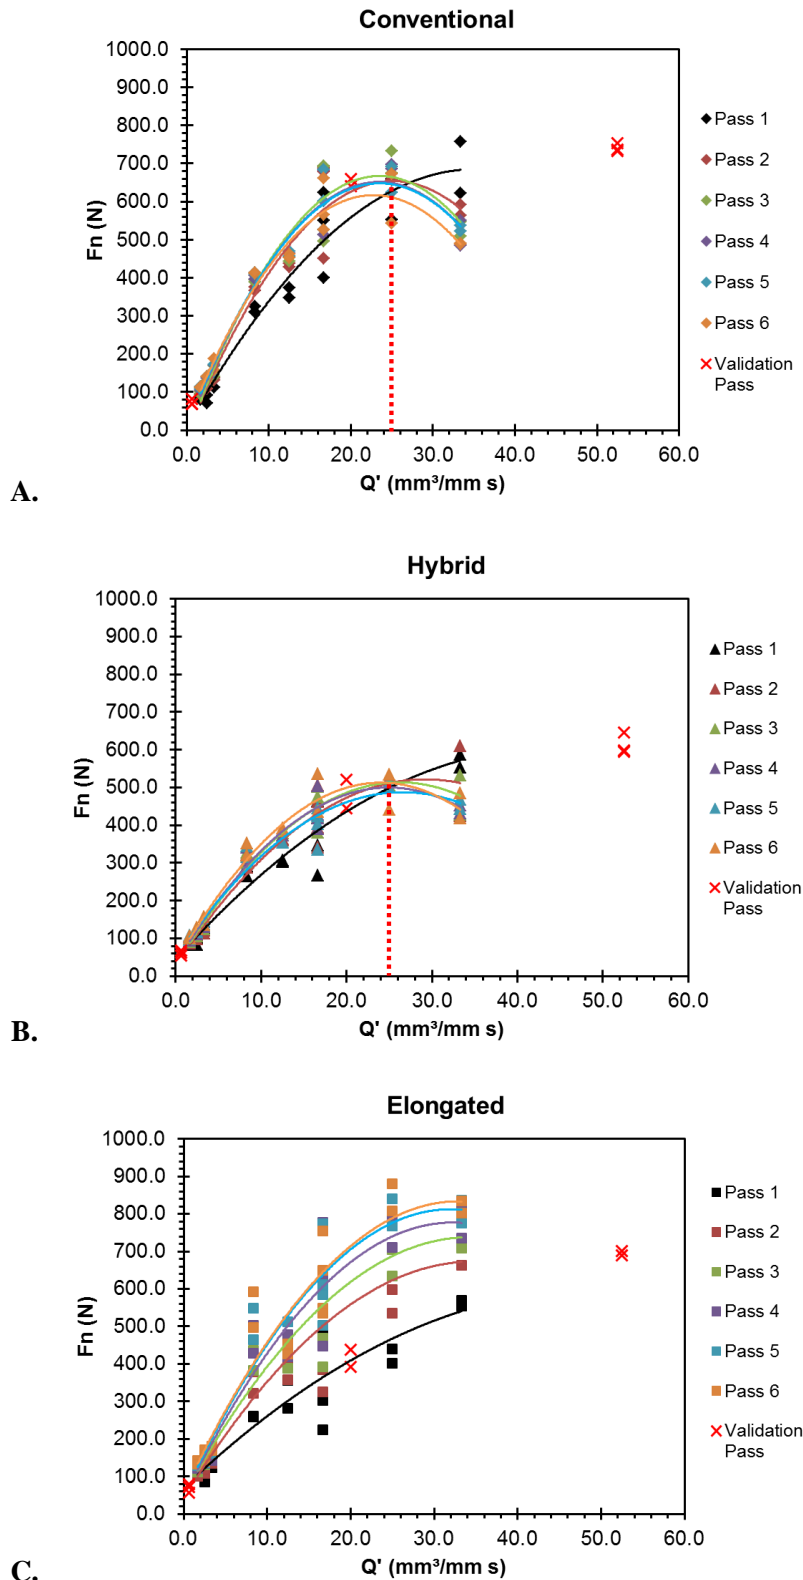 Conventional
1000.0
900.0
800.0
700.0
600.0
500.0
400.0
300.0
200.0
100.0
0.0
Fn (N)
0.0 10.0 20.0 30.0 40.0 50.0 60.0
Q' (mm³/mm s)
Pass 1
Pass 2
Pass 3
Pass 4
Pass 5
Pass 6
Validation
Pass
A.
Hybrid
1000.0
900.0
800.0
700.0
600.0
500.0
400.0
300.0
200.0
100.0
0.0
Fn (N)
0.0 10.0 20.0 30.0 40.0 50.0 60.0
Q' (mm³/mm s)
Pass 1
Pass 2
Pass 3
Pass 4
Pass 5
Pass 6
Validation
Pass
B.
Elongated
1000.0
900.0
800.0
700.0
600.0
500.0
400.0
300.0
200.0
100.0
0.0
Fn (N)
0.0 10.0 20.0 30.0 40.0 50.0 60.0
Q' (mm³/mm s)
Pass 1
Pass 2
Pass 3
Pass 4
Pass 5
Pass 6
Validation
Pass
C.